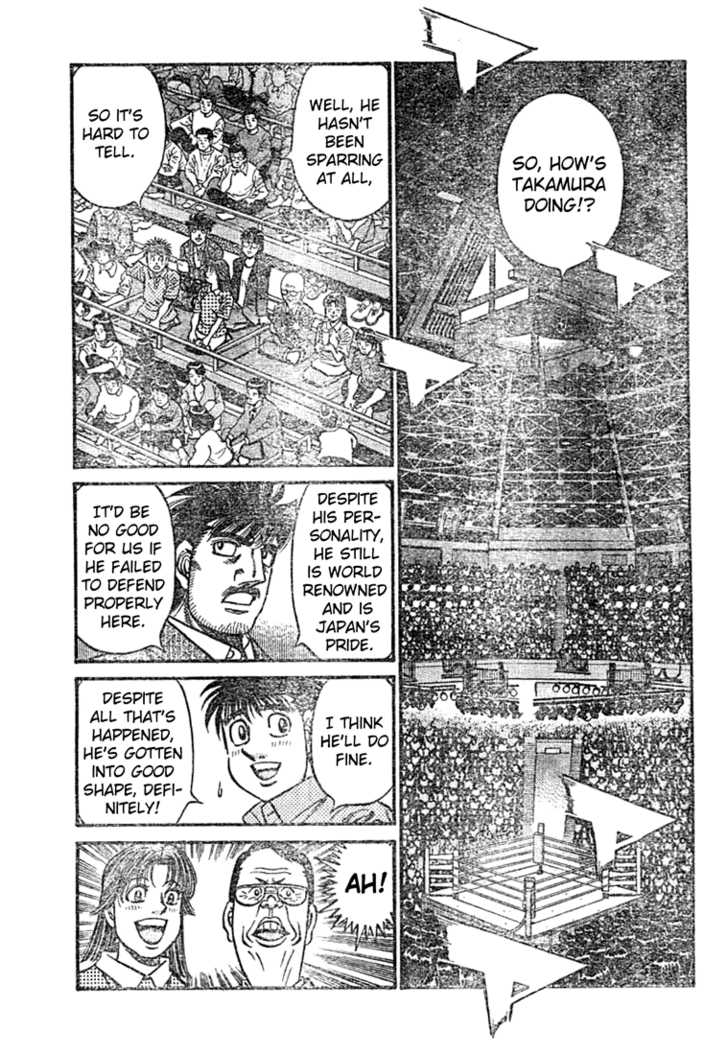 SO, HOW'S
TAKAMURA
DOING!?
WELL, HE
HASN'T
BEEN
SPARRING
AT ALL,
SO IT'S
HARD TO
TELL.
DESPITE
HIS PER-
SONALITY,
HE STILL
IS WORLD
RENOWNED
AND IS
JAPAN'S
PRIDE.
IT'D BE
NO GOOD
FOR US IF
HE FAILED
TO DEFEND
PROPERLY
HERE.
I THINK
HE'LL DO
FINE.
DESPITE
ALL THAT'S
HAPPENED,
HE'S GOTTEN
INTO GOOD
SHAPE, DEFI-
NITELY!
AH!